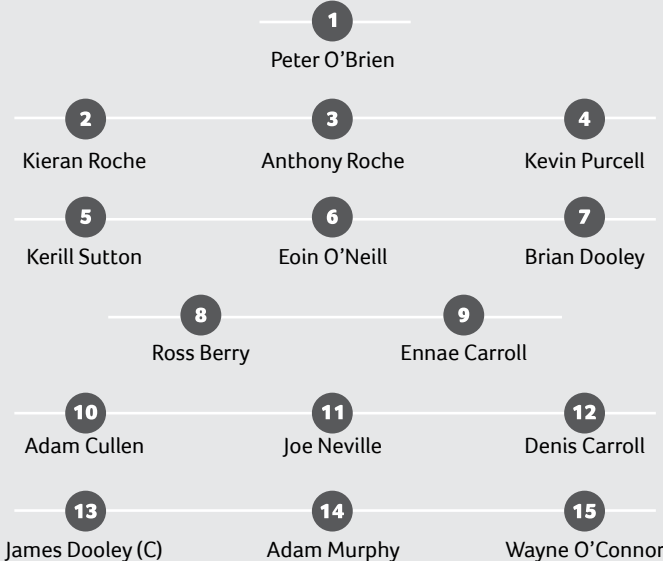 1
Peter O’Brien
2 3 4
Kieran Roche Anthony Roche Kevin Purcell
5 6 7
Kerill Sutton Eoin O’Neill Brian Dooley
8 9
Ross Berry Ennae Carroll
10 11 12
Adam Cullen Joe Neville Denis Carroll
13 14 15
James Dooley (C) Adam Murphy Wayne O’Connor